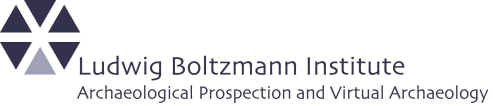 Ludwig Boltzmann Institute
Archaeological Prospection and Virtual Archaeology